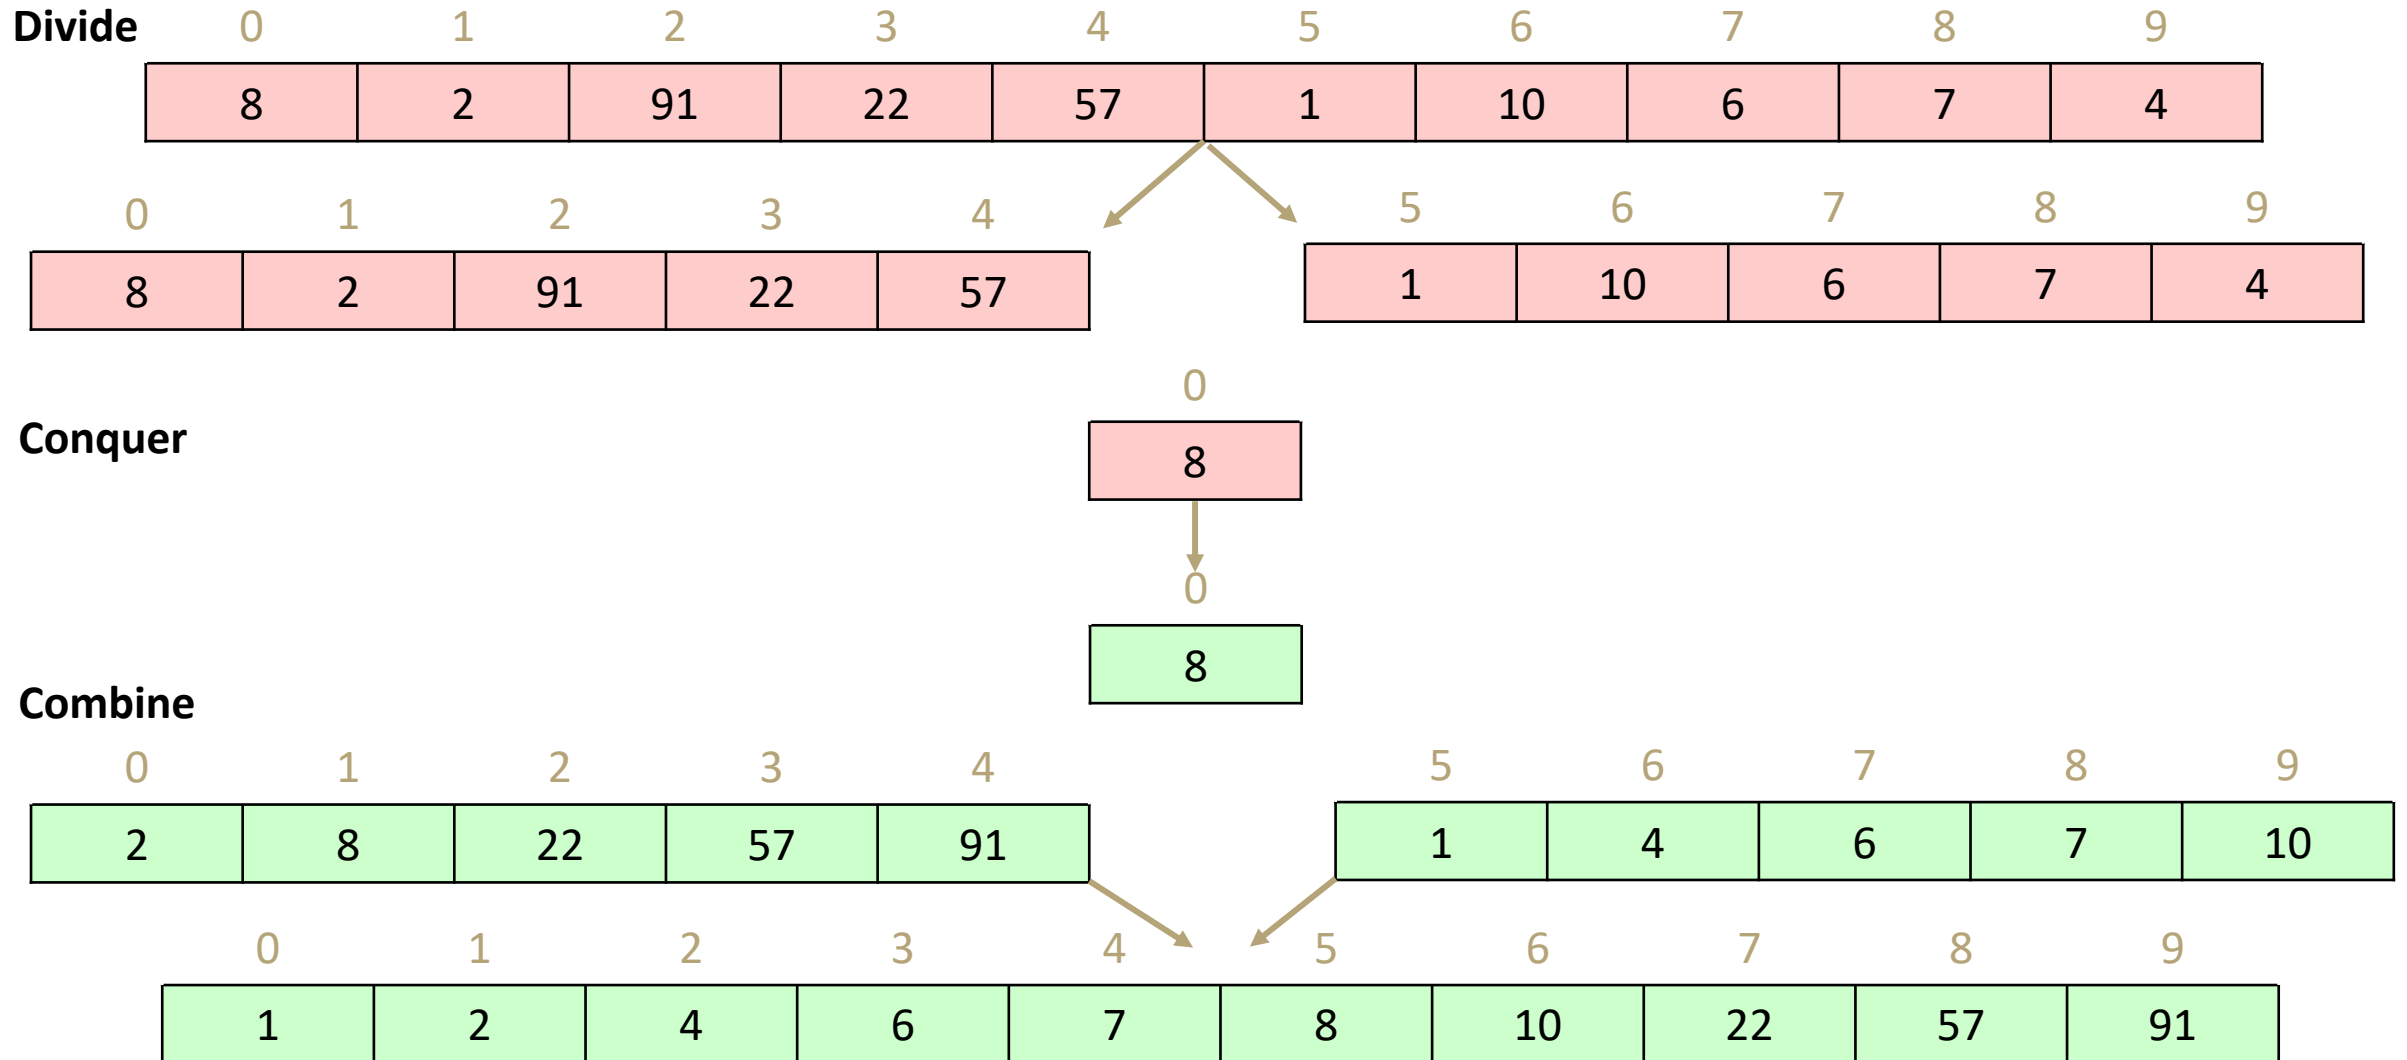 Divide 0 1 2 3 4 5 6 7 8 9
8 2 91 22 57 1 10 6 7 4
0 1 2 3 4 5 6 7 8 9
8 2 91 22 57 1 10 6 7 4
0
Conquer
8
0
8
Combine
0 1 2 3 4 5 6 7 8 9
2 8 22 57 91 1 4 6 7 10
0 1 2 3 4 5 6 7 8 9
1 2 4 6 7 8 10 22 57 91